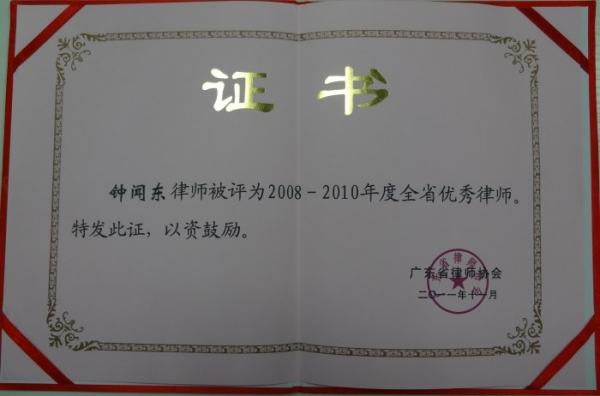 证书
钟闻东律师被评为2008-2010年度全省优秀律师。
特发此证，以资鼓励。
广东省律师协会
二〇一一年十一月